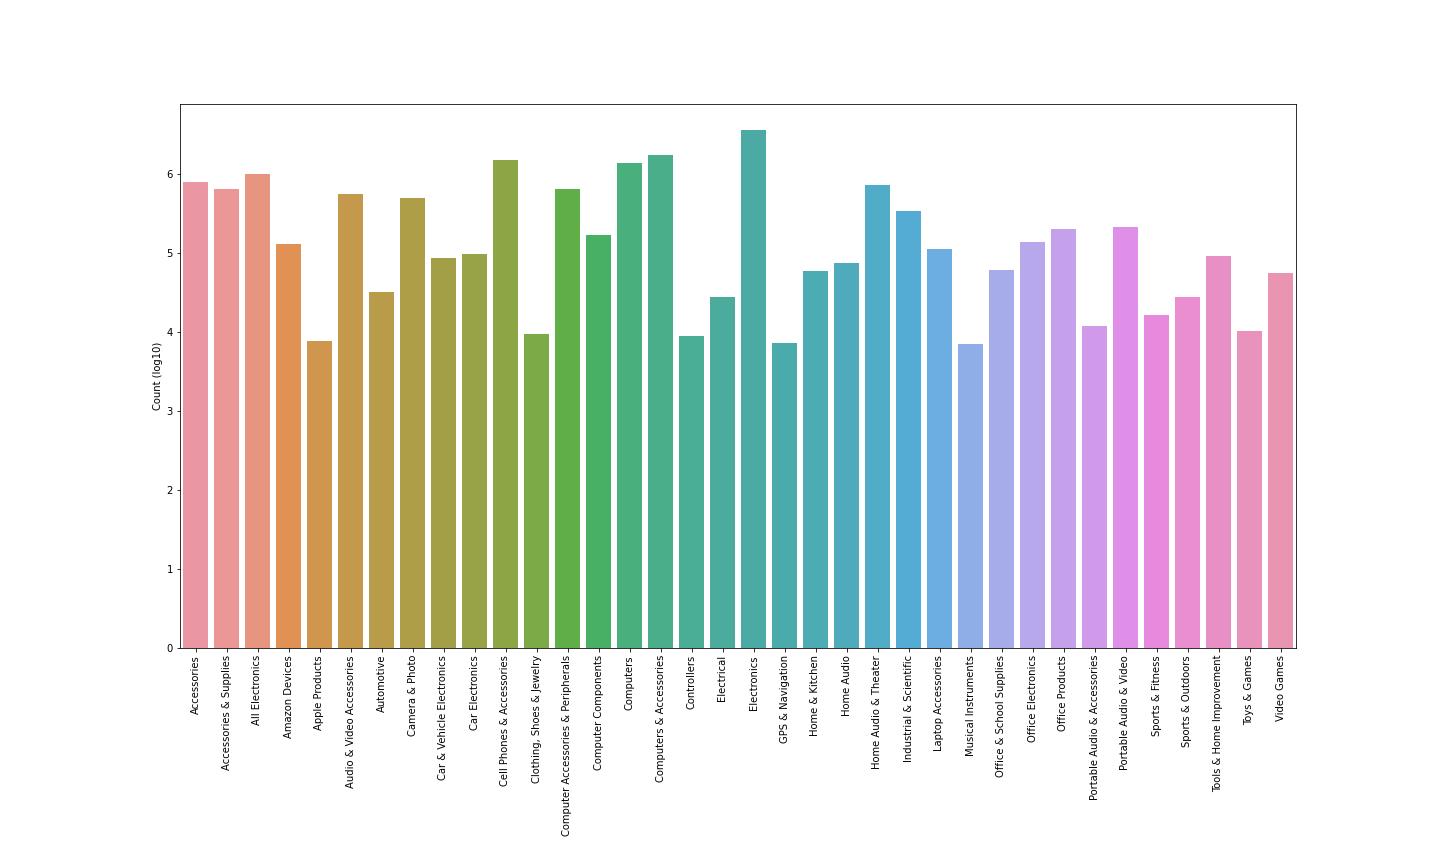 Count (log10)
6
5
4
3
2
1
0
Accessories
Accessories & Supplies
All Electronics
Amazon Devices
Apple Products
Audio & Video Accessories
Automotive
Camera & Photo
Car & Vehicle Electronics
Car Electronics
Cell Phones & Accessories
Clothing, Shoes & Jewelry
Computer Accessories & Peripherals
Computer Components
Computers
Computers & Accessories
Controllers
Electrical
Electronics
GPS & Navigation
Home & Kitchen
Home Audio
Home Audio & Theater
Industrial & Scientific
Laptop Accessories
Musical Instruments
Office & School Supplies
Office Electronics
Office Products
Portable Audio & Accessories
Portable Audio & Video
Sports & Fitness
Sports & Outdoors
Tools & Home Improvement
Toys & Games
Video Games